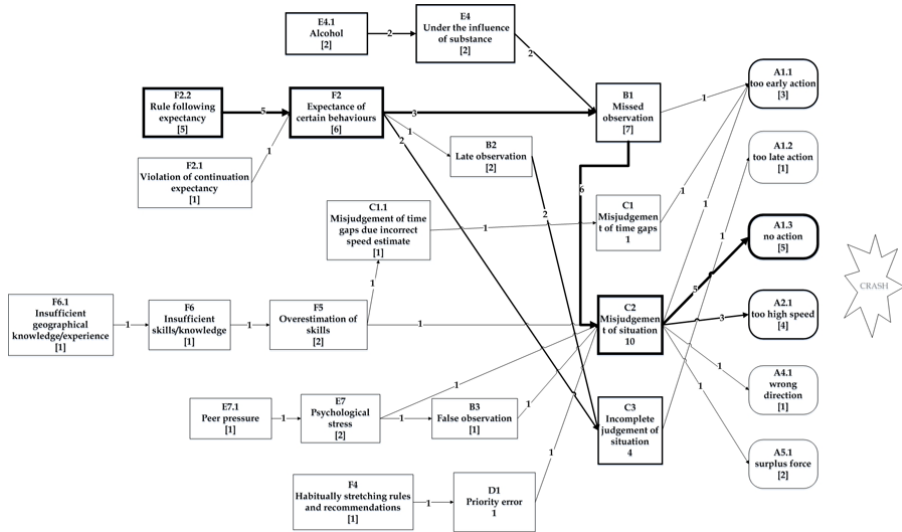 E4.1
Alcohol
[2]
2
E4
Under the influence
of substance
[2]
2
F2.2
Rule following
expectancy
[5]
5
F2
Expectance of
certain behaviours
[6]
3
1
2
B1
Missed
observation
[7]
1
6
A1.1
too early action
[3]
F2.1
Violation of continuation
expectancy
[1]
1
B2
Late observation
[2]
2
A1.2
too late action
[1]
C1.1
Misjudgement of time
gaps due incorrect
speed estimate
[1]
1
C1
Misjudgemen
t of time gaps
1
1
1
1
A1.3
no action
[5]
CRASH
F6.1
Insufficient
geographical
knowledge/experience
[1]
1
F6
Insufficient
skills/knowledge
[1]
1
F5
Overestimation of
skills
[2]
1
1
C2
Misjudgemen
t of situation
10
5
3
1
1
A2.1
too high speed
[4]
A4.1
wrong
direction
[1]
E7.1
Peer pressure
[1]
1
E7
Psychological
stress
[2]
1
1
B3
False observation
[1]
1
C3
Incomplete
judgement of
situation
4
A5.1
surplus force
[2]
F4
Habitually stretching rules
and recommendations
[1]
1
D1
Priority error
1
1